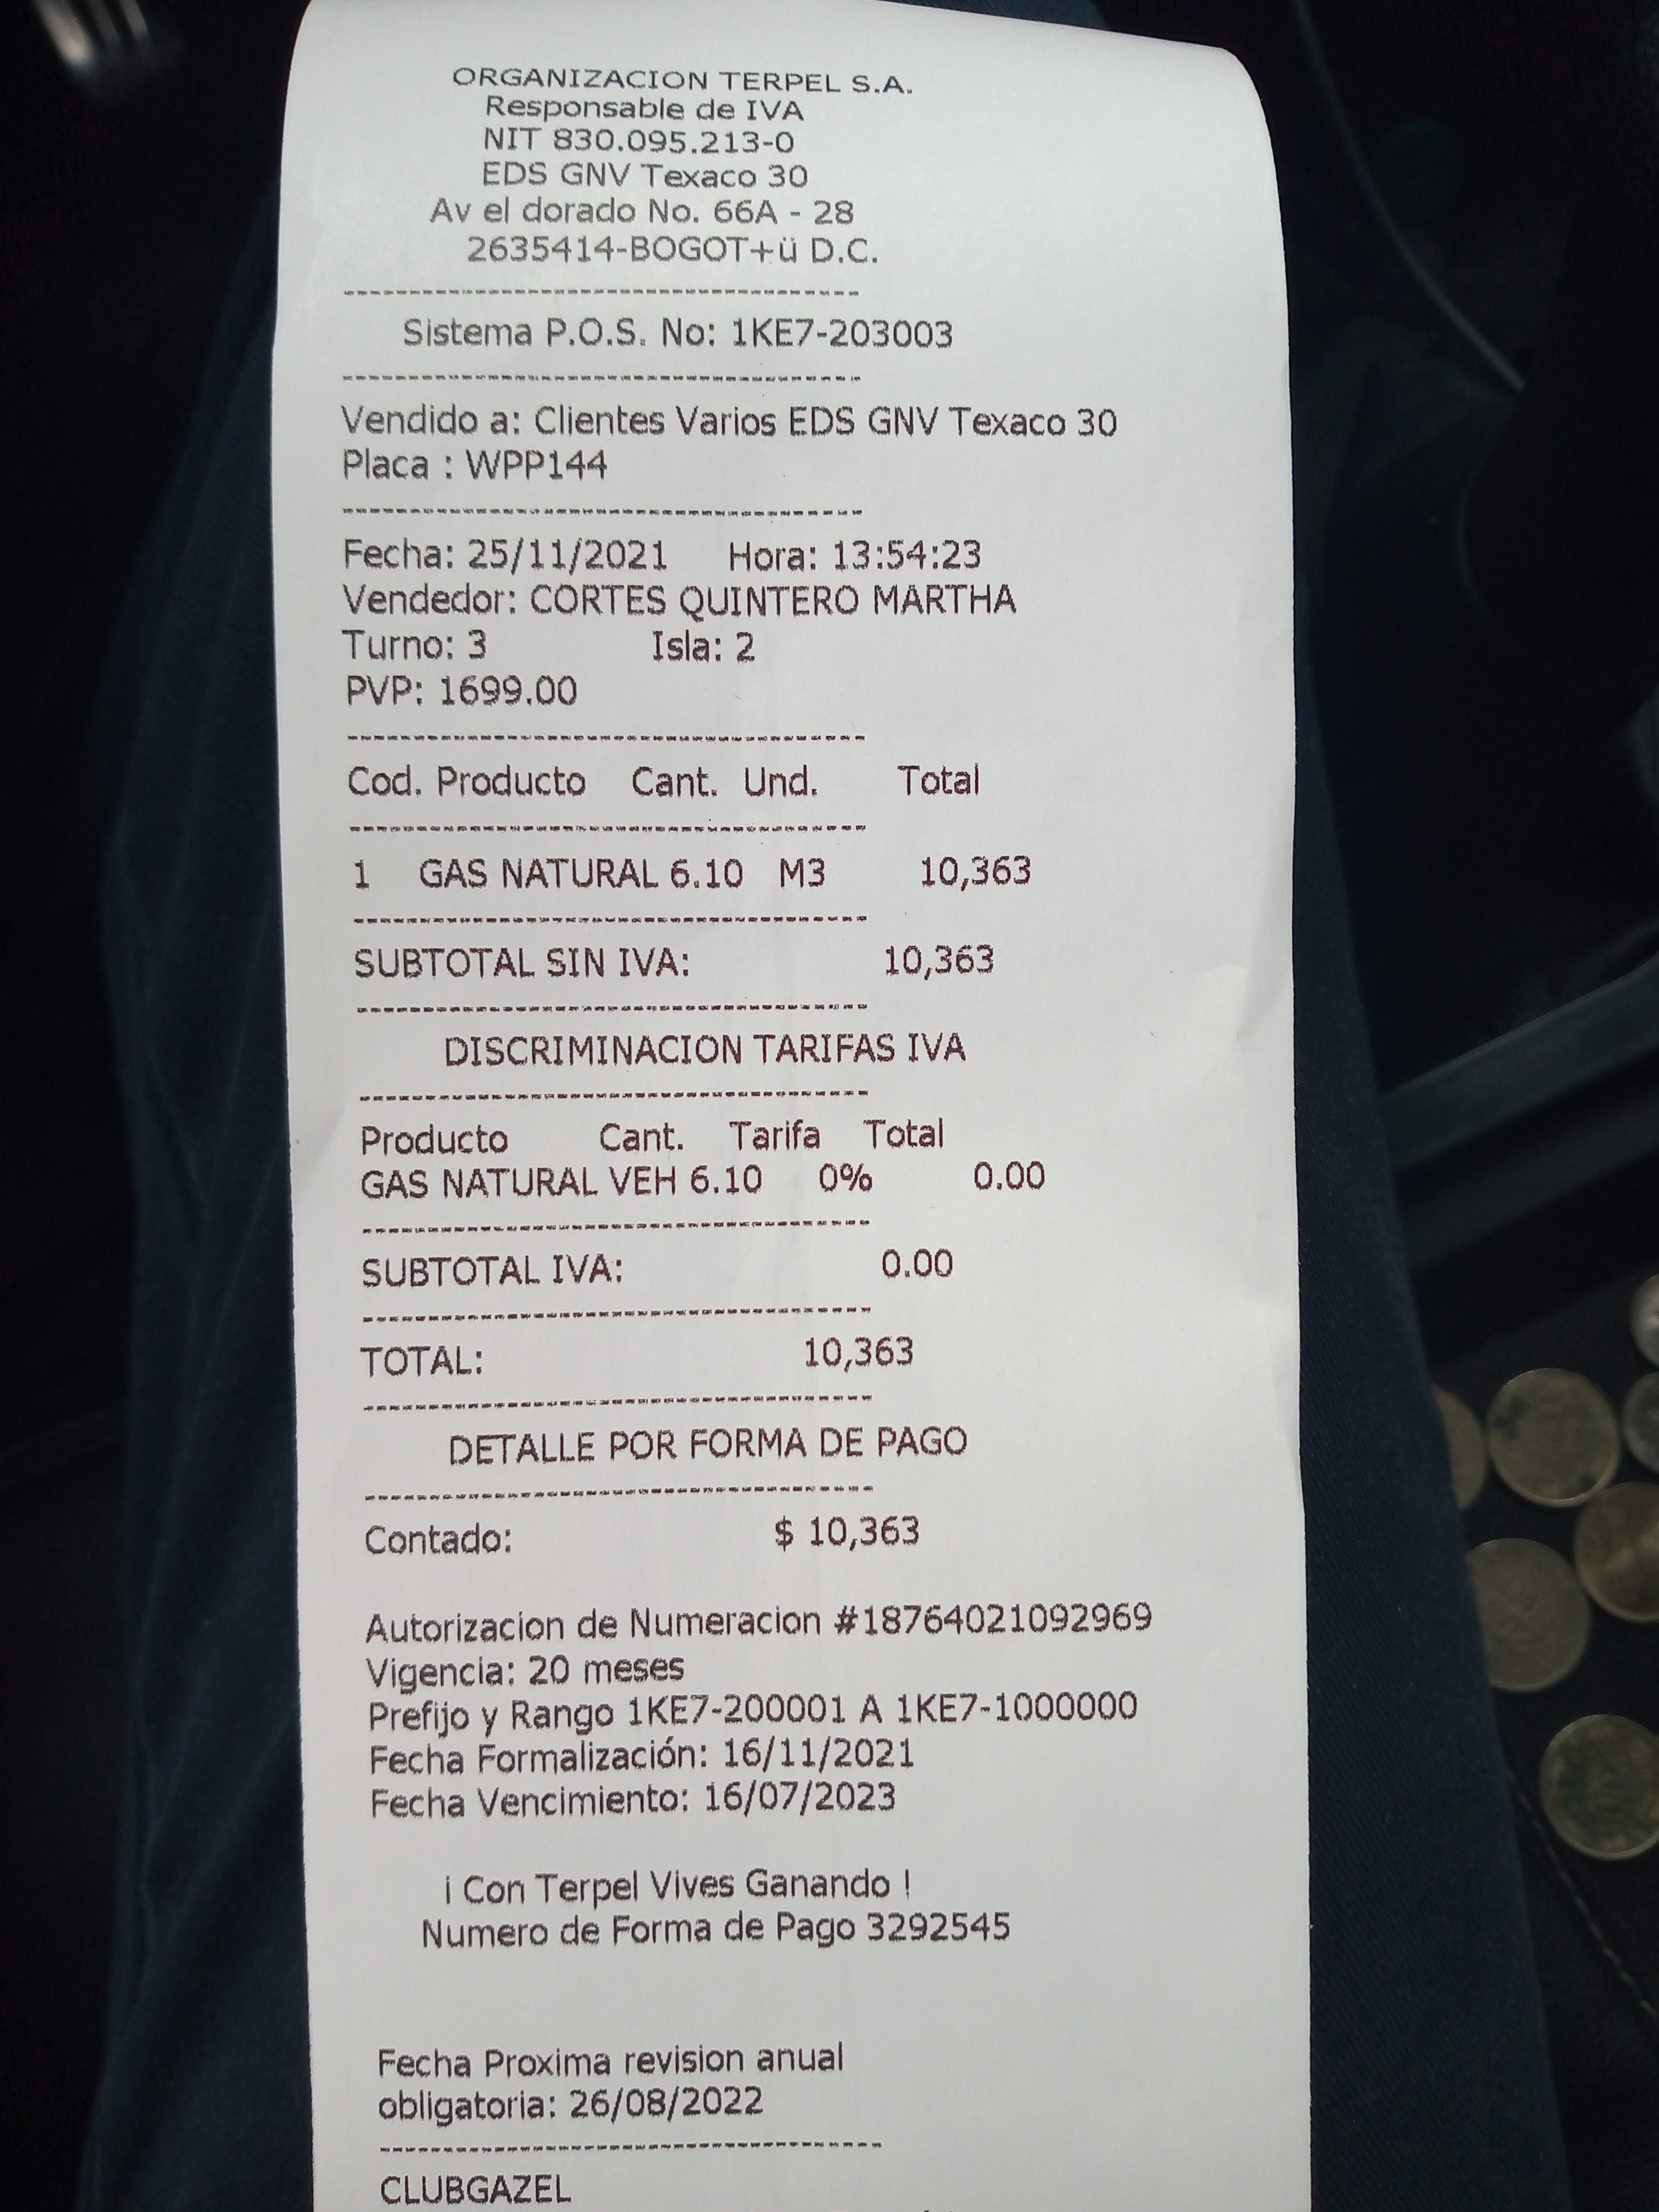 ORGANIZACION TERPEL S.A.
Responsable de IVA
NIT 830.095.213-0
EDS GNV Texaco 30
Av el dorado No. 66A - 28
2635414-BOGOT+ü D.C.
Sistema P.O.S. No: 1KE7-203003
Vendido a: Clientes Varios EDS GNV Texaco 30
Placa : WPP144
Fecha: 25/11/2021 Hora: 13:54:23
Vendedor: CORTES QUINTERO MARTHA
Turno: 3 Isla: 2
PVP: 1699.00
Cod. Producto Cant. Und. Total
1 GAS NATURAL 6.10 M3 10,363
SUBTOTAL SIN IVA: 10,363
DISCRIMINACION TARIFAS IVA
Producto Cant. Tarifa Total
GAS NATURAL VEH 6.10 0% 0.00
SUBTOTAL IVA: 0.00
TOTAL: 10,363
DETALLE POR FORMA DE PAGO
Contado: $ 10,363
Autorizacion de Numeracion #18764021092969
Vigencia: 20 meses
Prefijo y Rango 1KE7-200001 A 1KE7-1000000
Fecha Formalización: 16/11/2021
Fecha Vencimiento: 16/07/2023
¡ Con Terpel Vives Ganando !
Numero de Forma de Pago 3292545
Fecha Proxima revision anual
obligatoria: 26/08/2022
CLUBGAZEL